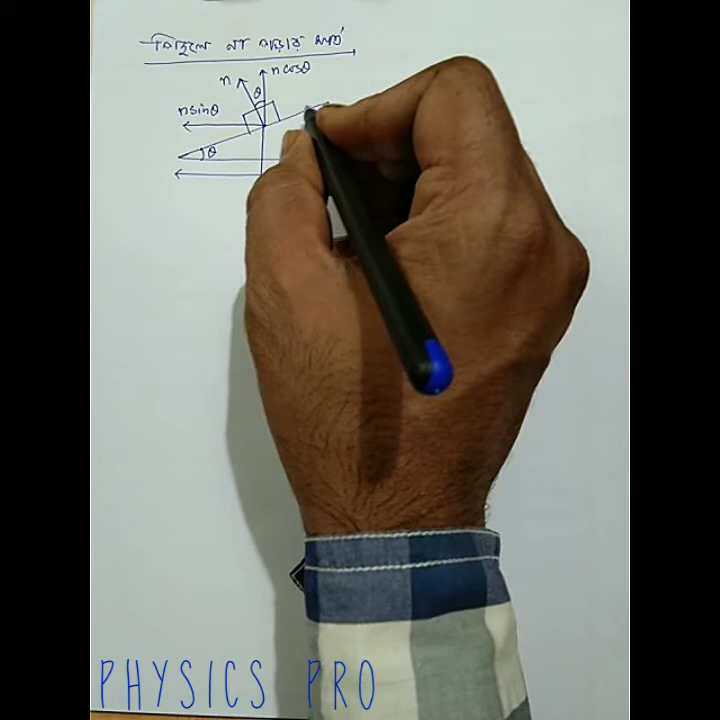 পিছলে না পড়ার শর্ত
n
n cosθ
θ
n sinθ
θ
PHYSICS PRO